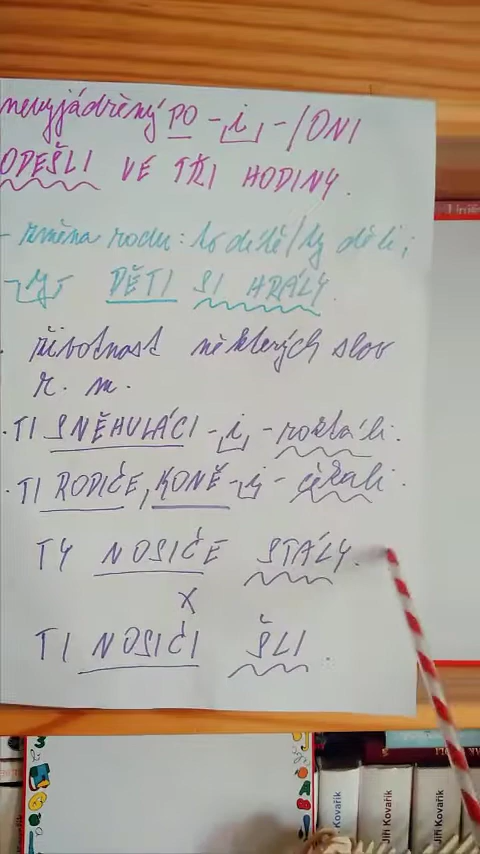 nevyjádřený PO -i- /ONI
ODEŠLI VE TŘI HODINY.
- změna rodu: to dítě/ty děti;
-y- DĚTI SI HRÁLY.
. životnost některých slov
r. m.
. TI SNĚHULÁCI -i- roztáli.
. TI RODIČE, KONĚ -i- čekali.
TY NOSIČE STÁLY.
X
TI NOSIČI ŠLI.
Kovařík
Jiří Kovařík
Jiří Kovařík